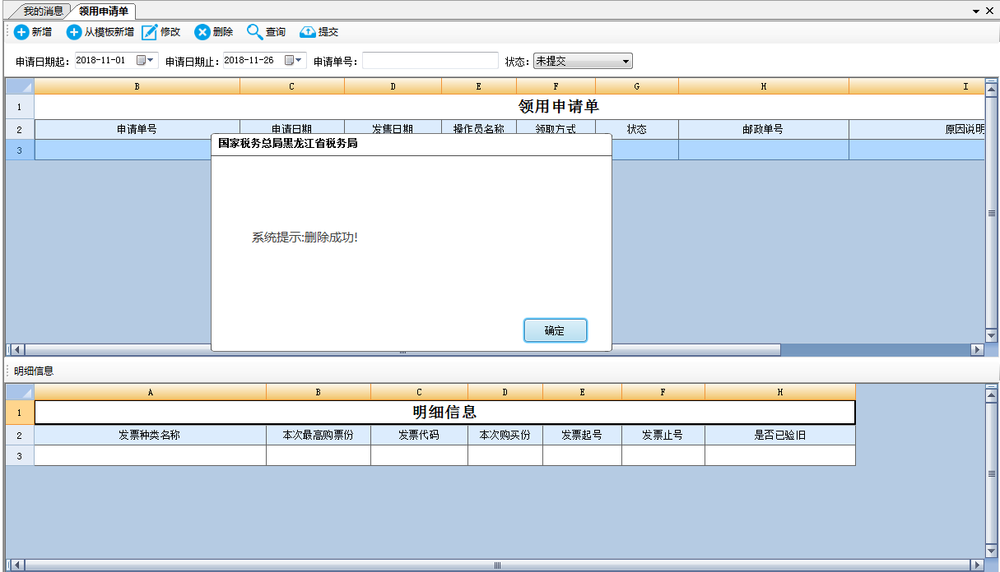 我的消息 领用申请单
新增 从模板新增 修改 删除 查询 提交
申请日期起: 2018-11-01 申请日期止: 2018-11-26 申请单号: 状态: 未提交
B C D E F G H I
1 领用申请单
2 申请单号 申请日期 发售日期 操作员名称 领取方式 状态 邮政单号 原因说明
3
国家税务总局黑龙江省税务局
系统提示:删除成功!
确定
明细信息
A B C D E F H
1 明细信息
2 发票种类名称 本次最高购票份 发票代码 本次购买份 发票起号 发票止号 是否已验旧
3